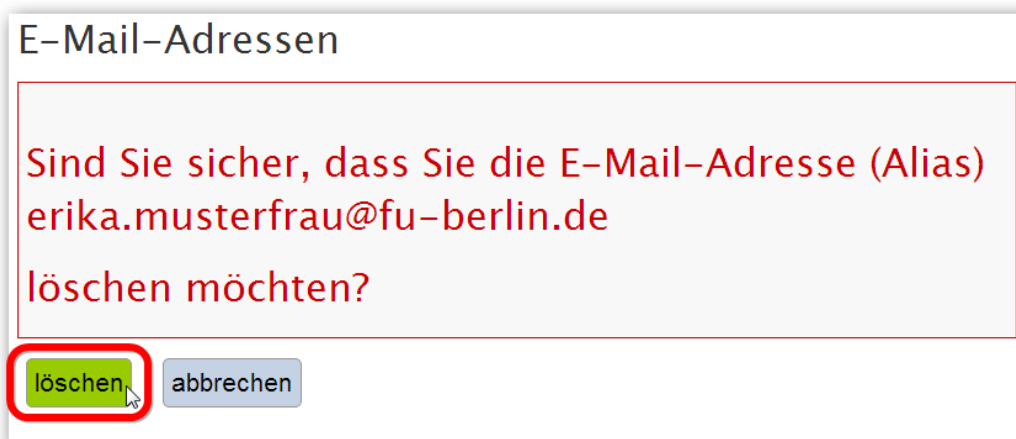 E-Mail-Adressen
Sind Sie sicher, dass Sie die E-Mail-Adresse (Alias)
erika.musterfrau@fu-berlin.de
löschen möchten?
löschen abbrechen